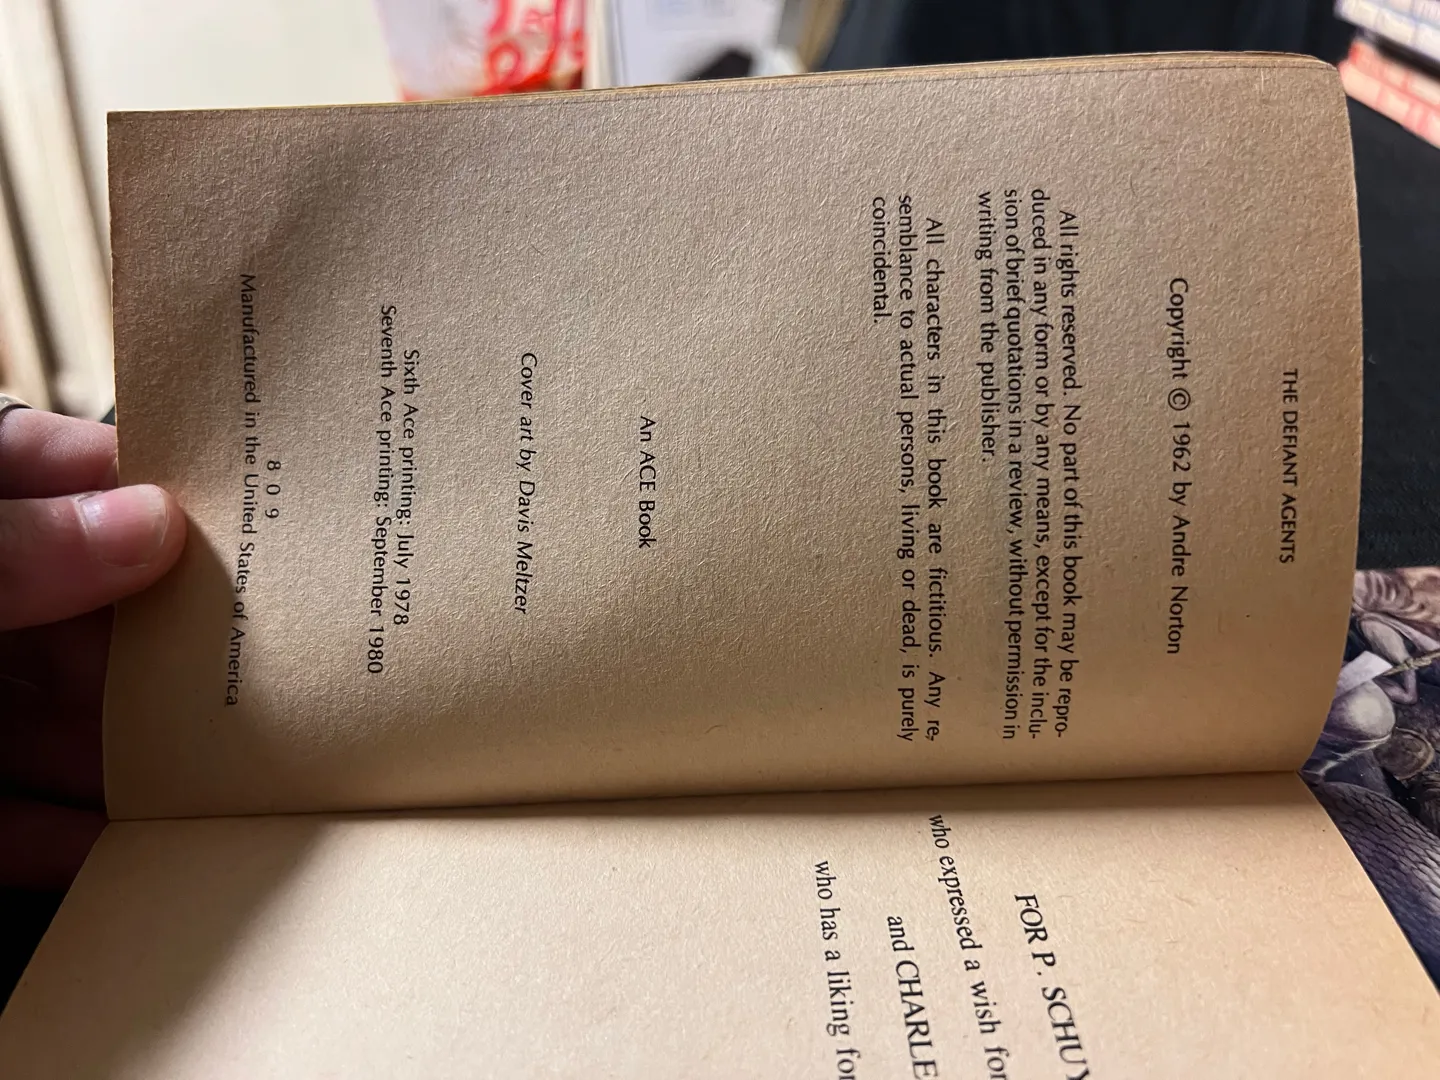 THE DEFIANT AGENTS
Copyright © 1962 by Andre Norton
All rights reserved. No part of this book may be repro-
duced in any form or by any means, except for the inclu-
sion of brief quotations in a review, without permission in
writing from the publisher.
All characters in this book are fictitious. Any re-
semblance to actual persons, living or dead, is purely
coincidental.
An ACE Book
Cover art by Davis Meltzer
Sixth Ace printing: July 1978
Seventh Ace printing: September 1980
8 0 9
Manufactured in the United States of America
FOR P. SCHUY
who expressed a wish for
and CHARLE
who has a liking for